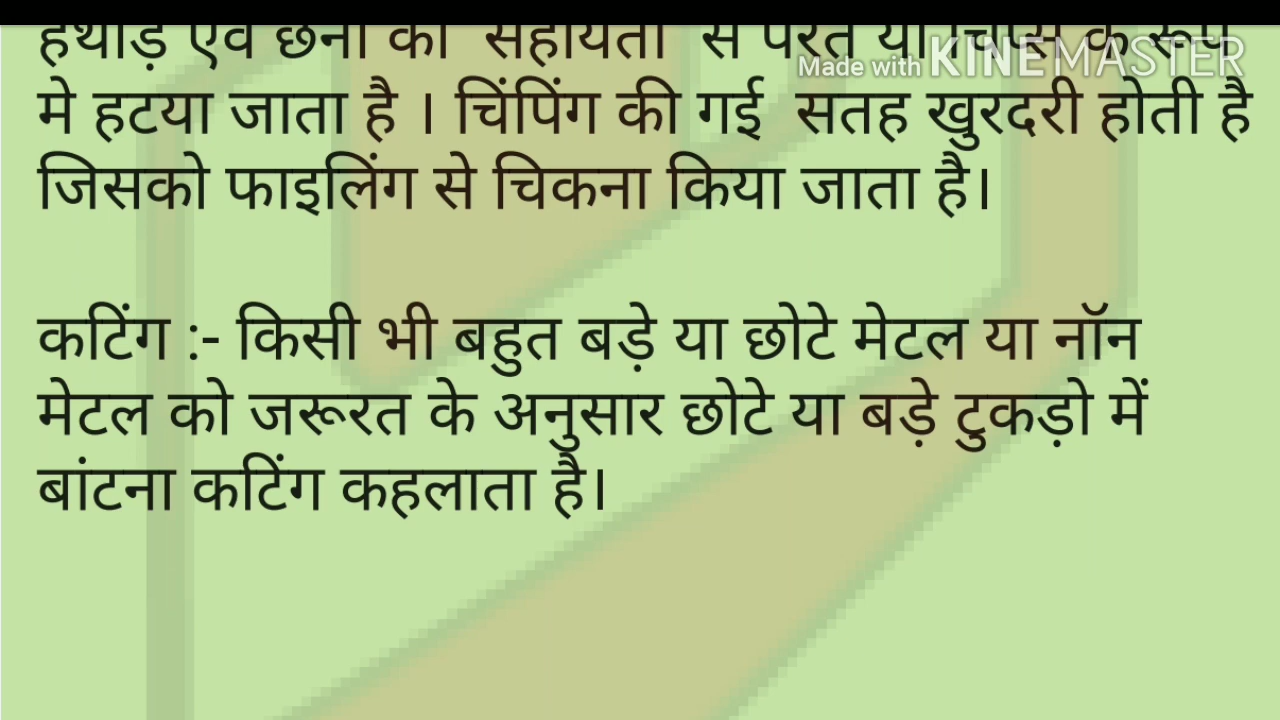 हथौड़े एवं छेनी की सहायता से परत या चिप्स के रूप
Made with KINEMASTER
मे हटया जाता है । चिंपिंग की गई सतह खुरदरी होती है
जिसको फाइलिंग से चिकना किया जाता है।
कटिंग :- किसी भी बहुत बड़े या छोटे मेटल या नॉन
मेटल को जरूरत के अनुसार छोटे या बड़े टुकड़ो में
बांटना कटिंग कहलाता है।